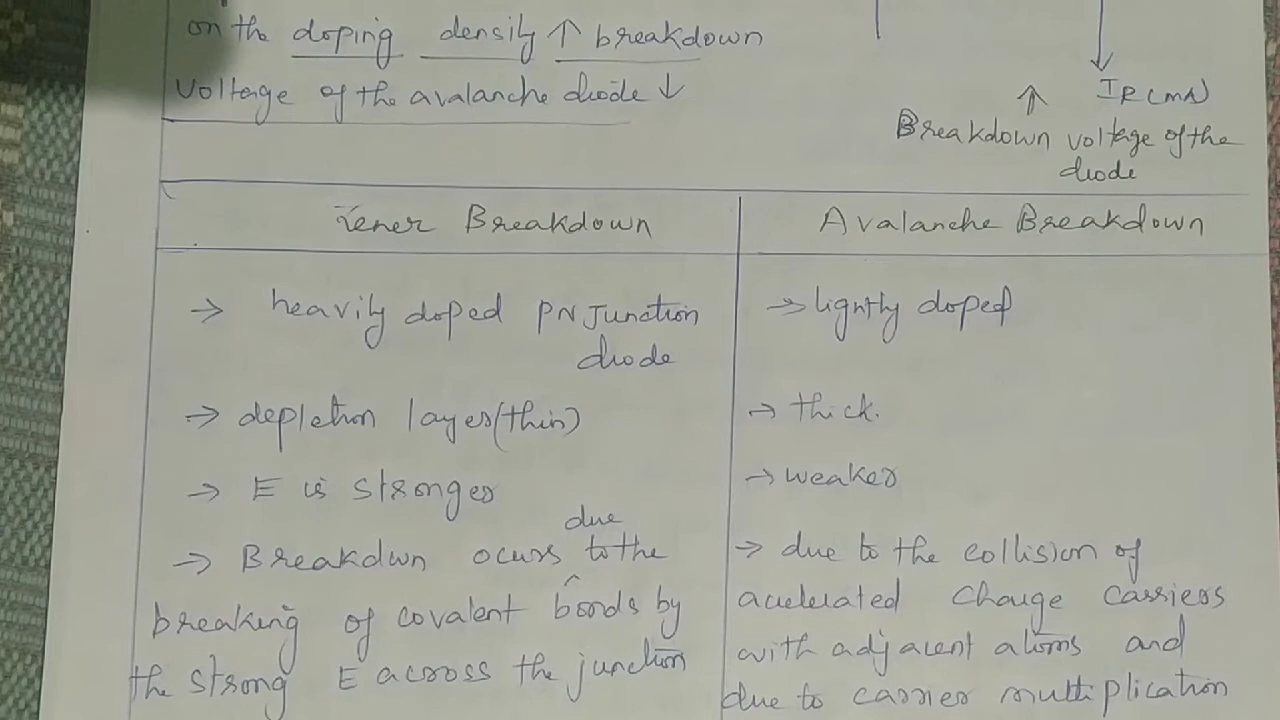 on the doping density ↑ breakdown
voltage of the avalanche diode ↓
IR(mA)
↑
Breakdown voltage of the
diode
Zener Breakdown
Avalanche Breakdown
→ heavily doped PN Junction
diode
→ lightly doped
→ depletion layer(thin)
→ thick.
→ E is stronger
→ weaker
due
→ Breakdwn ocurs to the
breaking of covalent bonds by
the strong E across the junction
→ due to the collision of
accelerated charge carriers
with adjacent atoms and
due to carrier multiplication